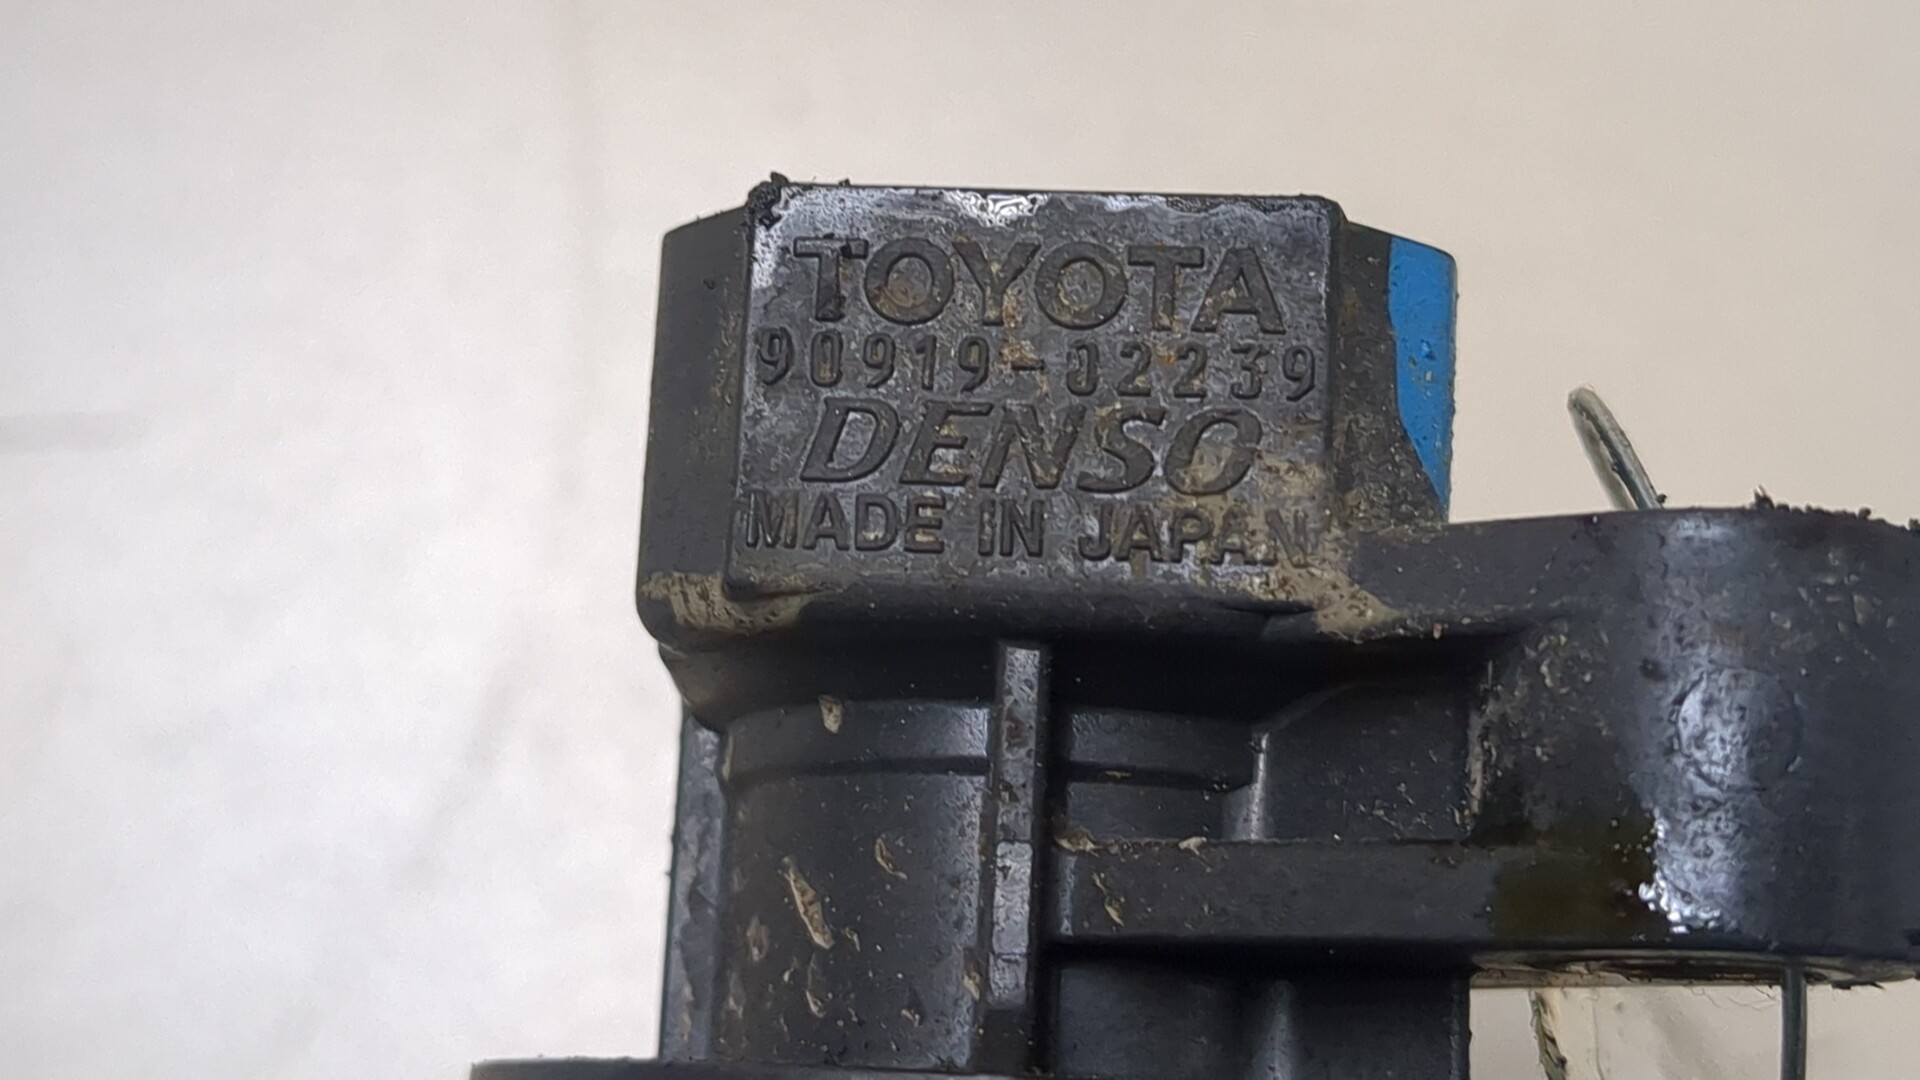 TOYOTA
90919-02239
DENSO
MADE IN JAPAN